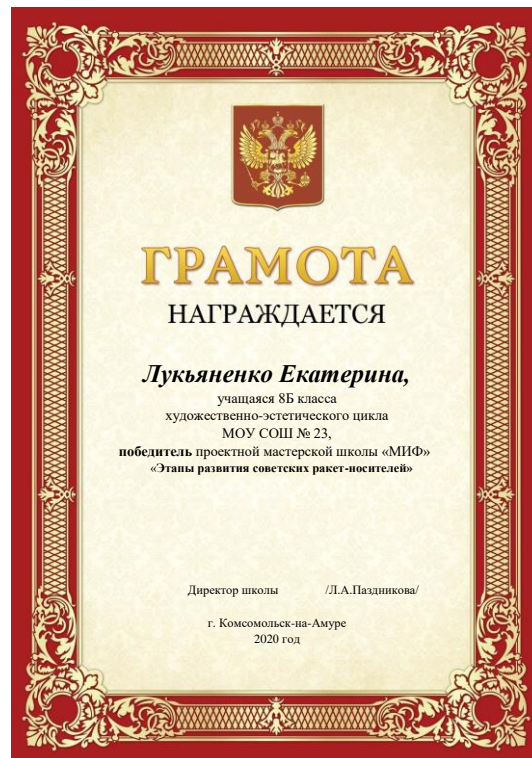 ГРАМОТА
НАГРАЖДАЕТСЯ
Лукьяненко Екатерина,
учащаяся 8Б класса
художественно-эстетического цикла
МОУ СОШ № 23,
победитель проектной мастерской школы «МИФ»
«Этапы развития советских ракет-носителей»
Директор школы /Л.А.Паздникова/
г. Комсомольск-на-Амуре
2020 год